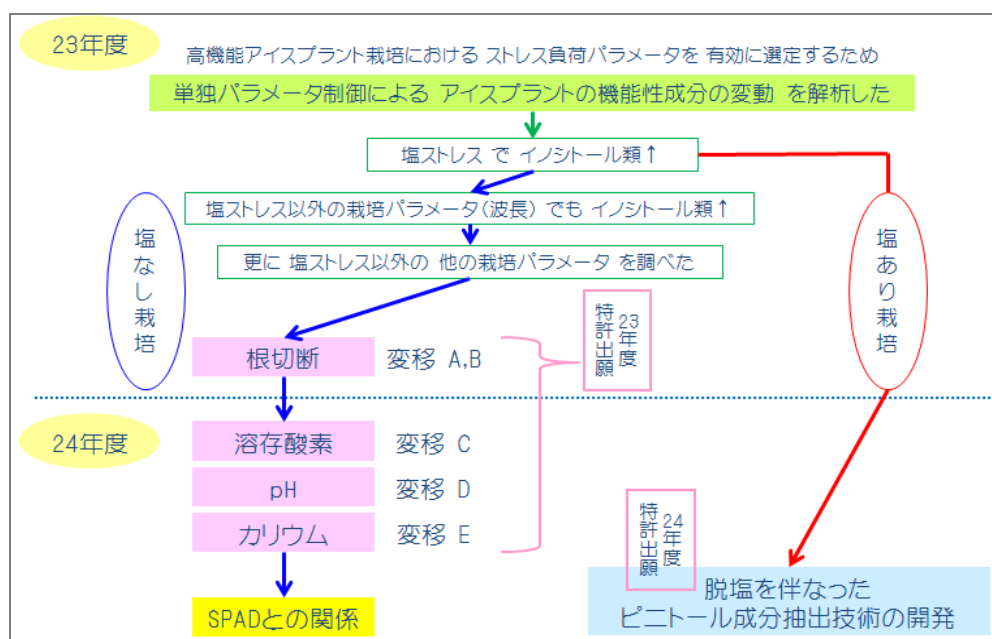 23年度
高機能アイスプラント栽培における ストレス負荷パラメータを 有効に選定するため
単独パラメータ制御による アイスプラントの機能性成分の変動 を解析した
塩ストレス で イノシトール類↑
塩ストレス以外の栽培パラメータ(波長) でも イノシトール類↑
更に 塩ストレス以外の 他の栽培パラメータ を調べた
塩なし栽培
塩あり栽培
23年度
特許出願
根切断
変移 A,B
24年度
溶存酸素
変移 C
pH
変移 D
カリウム
変移 E
24年度
特許出願
SPADとの関係
脱塩を伴なった
ピニトール成分抽出技術の開発